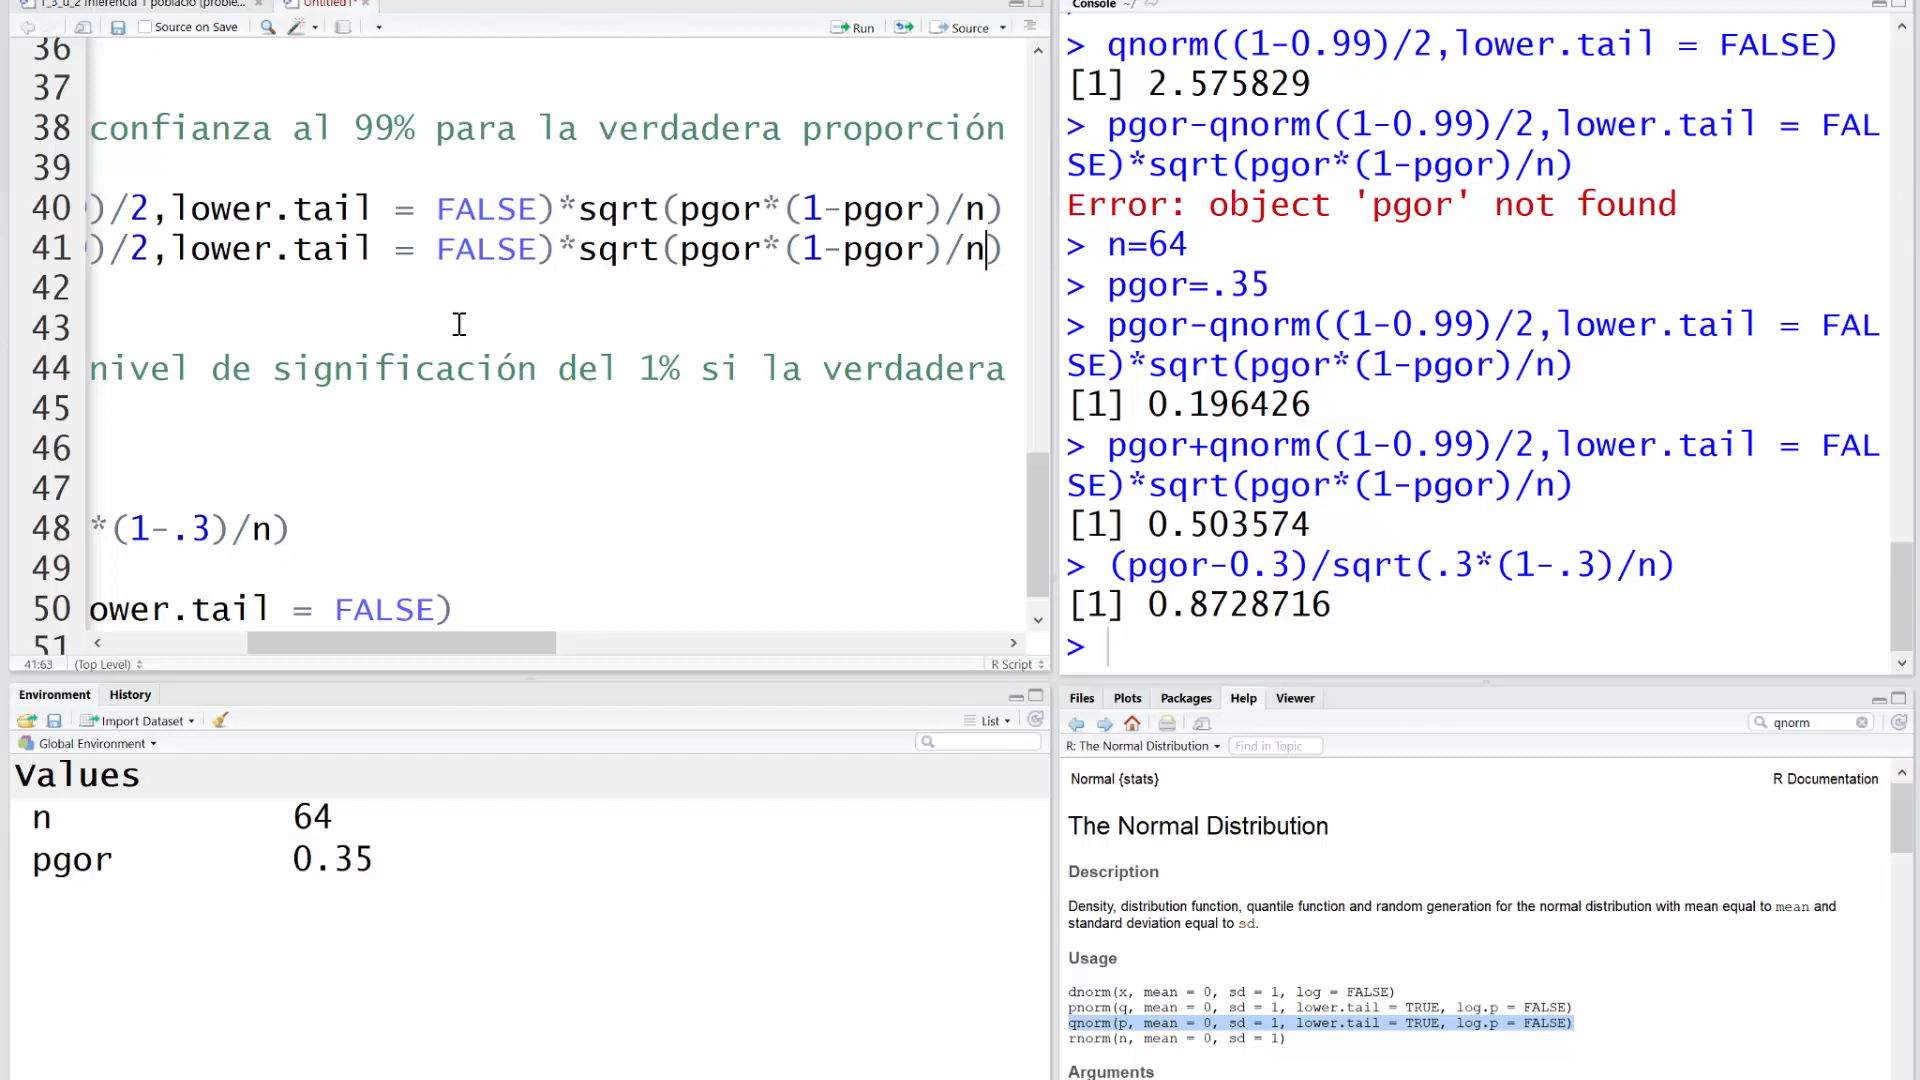 1_3_u_2 Inferencia 1 població (proble... Untitled1*
Source on Save Run Source
36
37
38 confianza al 99% para la verdadera proporción
39
40 )/2,lower.tail = FALSE)*sqrt(pgor*(1-pgor)/n)
41 )/2,lower.tail = FALSE)*sqrt(pgor*(1-pgor)/n)
42
43
44 nivel de significación del 1% si la verdadera
45
46
47
48 *(1-.3)/n)
49
50 ower.tail = FALSE)
51
41:63 (Top Level) R Script
Console ~/
> qnorm((1-0.99)/2,lower.tail = FALSE)
[1] 2.575829
> pgor-qnorm((1-0.99)/2,lower.tail = FAL
SE)*sqrt(pgor*(1-pgor)/n)
Error: object 'pgor' not found
> n=64
> pgor=.35
> pgor-qnorm((1-0.99)/2,lower.tail = FAL
SE)*sqrt(pgor*(1-pgor)/n)
[1] 0.196426
> pgor+qnorm((1-0.99)/2,lower.tail = FAL
SE)*sqrt(pgor*(1-pgor)/n)
[1] 0.503574
> (pgor-0.3)/sqrt(.3*(1-.3)/n)
[1] 0.8728716
>
Environment History
Import Dataset List
Global Environment
Values
n 64
pgor 0.35
Files Plots Packages Help Viewer
qnorm
R: The Normal Distribution Find in Topic
Normal {stats} R Documentation
The Normal Distribution
Description
Density, distribution function, quantile function and random generation for the normal distribution with mean equal to mean and
standard deviation equal to sd.
Usage
dnorm(x, mean = 0, sd = 1, log = FALSE)
pnorm(q, mean = 0, sd = 1, lower.tail = TRUE, log.p = FALSE)
qnorm(p, mean = 0, sd = 1, lower.tail = TRUE, log.p = FALSE)
rnorm(n, mean = 0, sd = 1)
Arguments